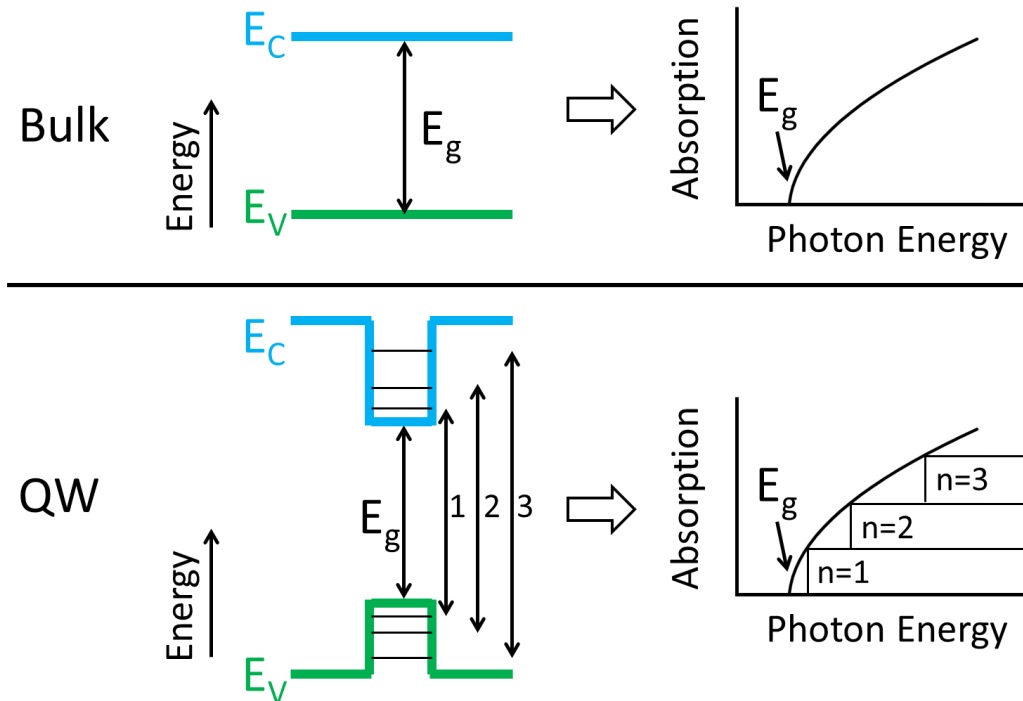 Bulk
Energy
E_C
E_g
E_V
Absorption
E_g
Photon Energy
QW
Energy
E_C
E_g
1
2
3
E_V
Absorption
E_g
n=3
n=2
n=1
Photon Energy